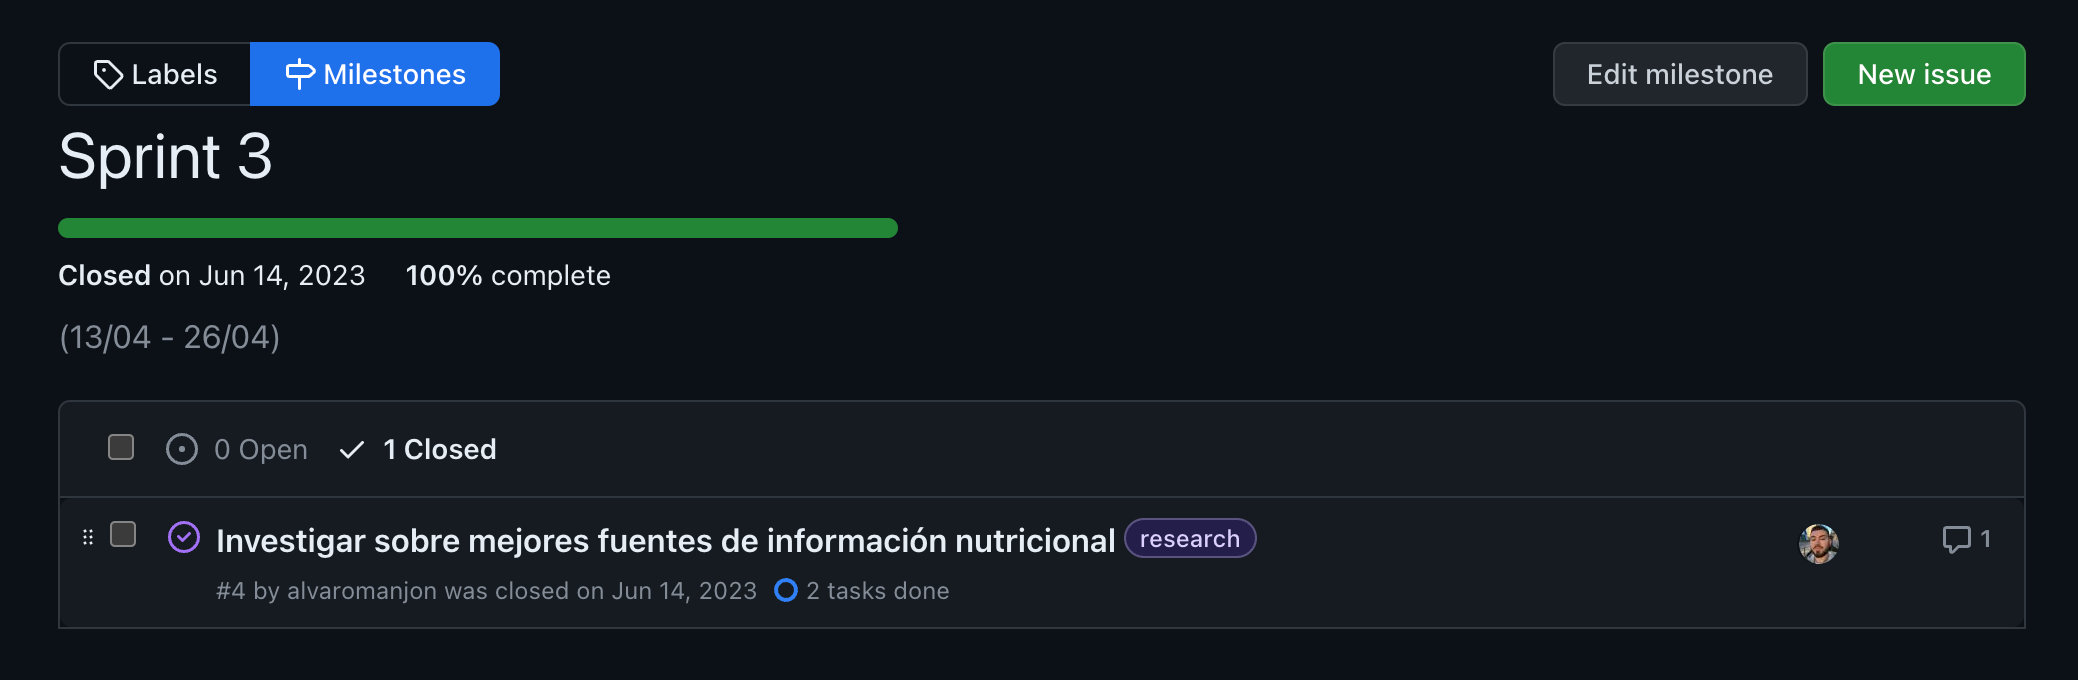 Labels Milestones Edit milestone New issue
Sprint 3
Closed on Jun 14, 2023 100% complete
(13/04 - 26/04)
0 Open 1 Closed
Investigar sobre mejores fuentes de información nutricional research 1
#4 by alvaromanjon was closed on Jun 14, 2023 2 tasks done